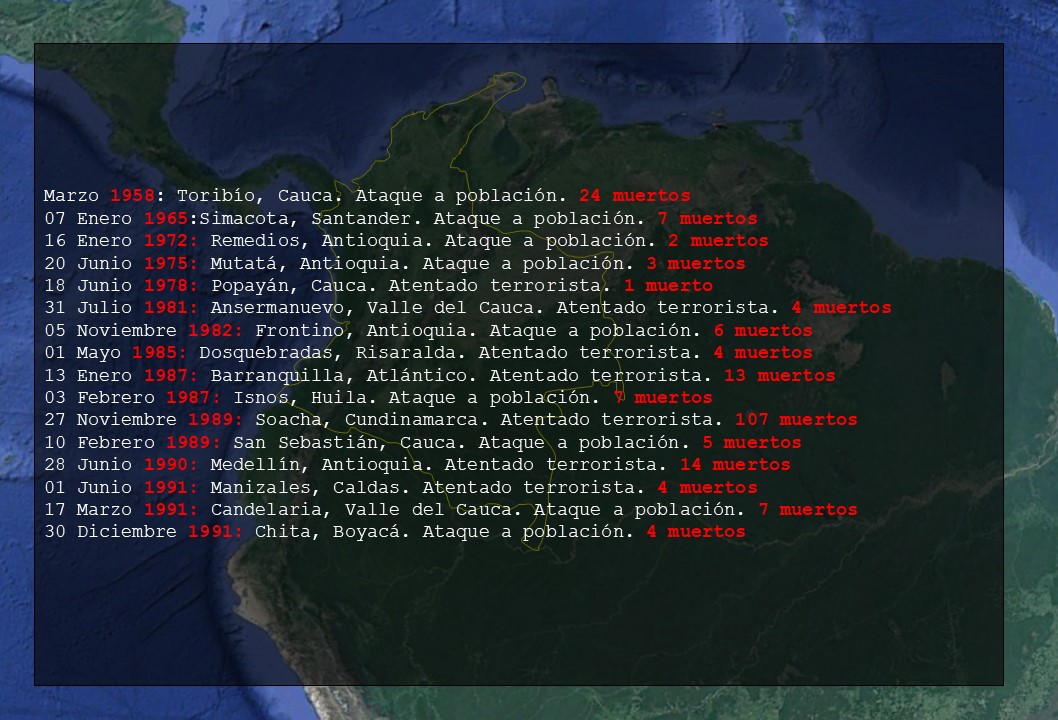 Marzo 1958: Toribío, Cauca. Ataque a población. 24 muertos
07 Enero 1965:Simacota, Santander. Ataque a población. 7 muertos
16 Enero 1972: Remedios, Antioquia. Ataque a población. 2 muertos
20 Junio 1975: Mutatá, Antioquia. Ataque a población. 3 muertos
18 Junio 1978: Popayán, Cauca. Atentado terrorista. 1 muerto
31 Julio 1981: Ansermanuevo, Valle del Cauca. Atentado terrorista. 4 muertos
05 Noviembre 1982: Frontino, Antioquia. Ataque a población. 6 muertos
01 Mayo 1985: Dosquebradas, Risaralda. Atentado terrorista. 4 muertos
13 Enero 1987: Barranquilla, Atlántico. Atentado terrorista. 13 muertos
03 Febrero 1987: Isnos, Huila. Ataque a población. 7 muertos
27 Noviembre 1989: Soacha, Cundinamarca. Atentado terrorista. 107 muertos
10 Febrero 1989: San Sebastián, Cauca. Ataque a población. 5 muertos
28 Junio 1990: Medellín, Antioquia. Atentado terrorista. 14 muertos
01 Junio 1991: Manizales, Caldas. Atentado terrorista. 4 muertos
17 Marzo 1991: Candelaria, Valle del Cauca. Ataque a población. 7 muertos
30 Diciembre 1991: Chita, Boyacá. Ataque a población. 4 muertos